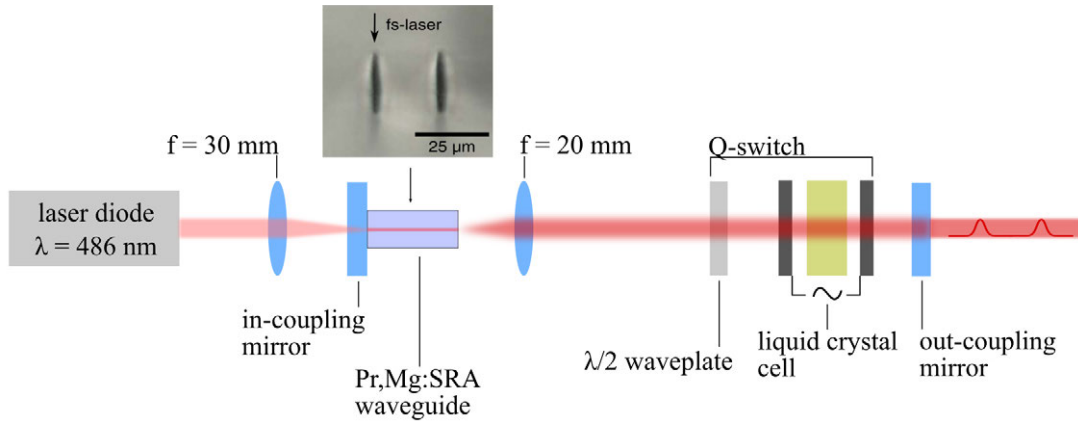 fs-laser
25 µm
f = 30 mm
f = 20 mm
Q-switch
laser diode
λ = 486 nm
in-coupling
mirror
Pr,Mg:SRA
waveguide
λ/2 waveplate
liquid crystal
cell
out-coupling
mirror